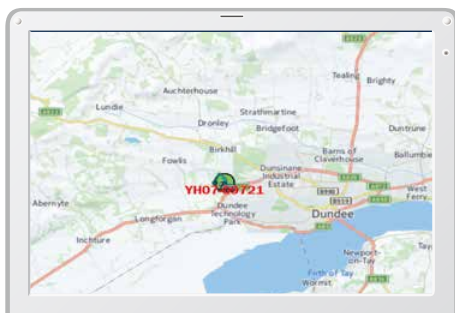 Tealing
Brighty
Auchterhouse
Lundie
Strathmartine
Dronley
Bridgefoot
Duntrune
Birkhill
Barns of
Claverhouse
Ballumbie
Fowlis
Dunsinane
Industrial
Estate
Abernyte
Longforgan
Dundee
Technology
Park
Dundee
West
Ferry
Inchture
Newport-
on-Tay
Tay
Firth of Tay
Wormit